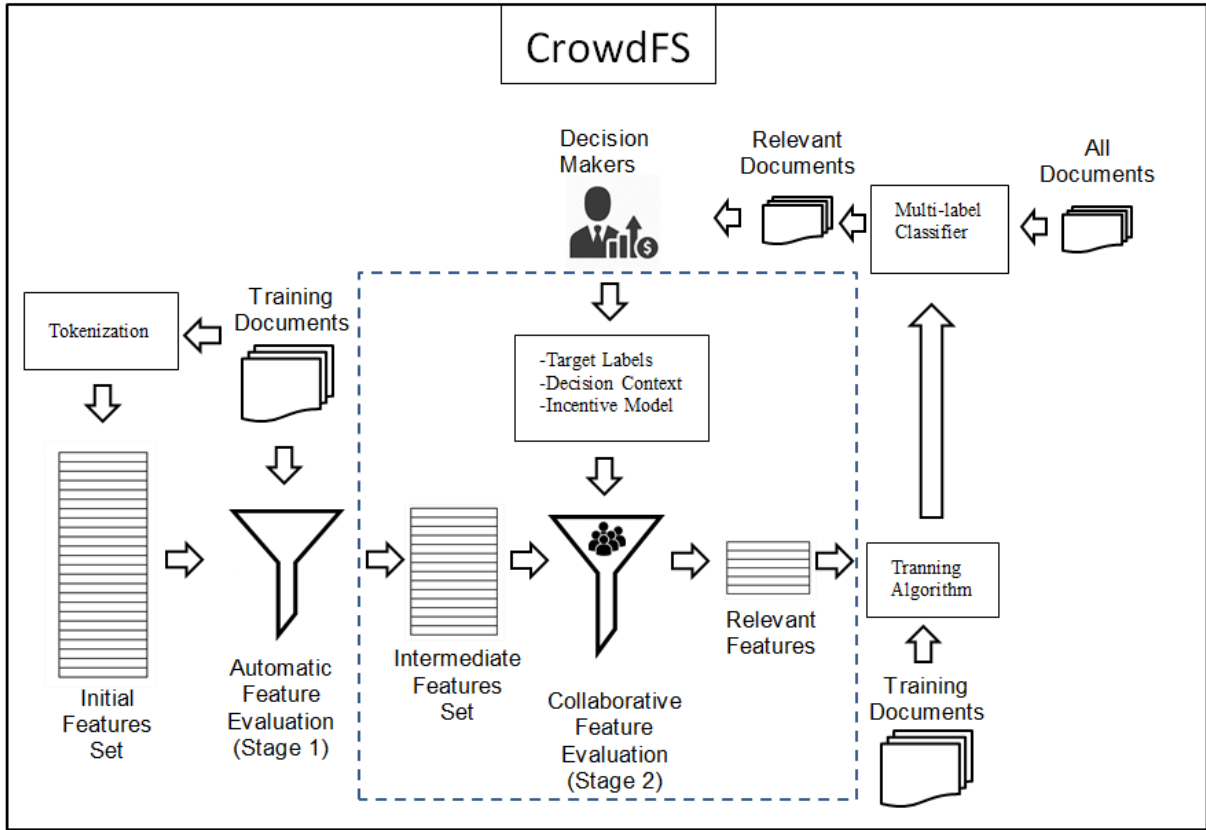 CrowdFS
Decision
Makers
Relevant
Documents
All
Documents
Multi-label
Classifier
Tokenization
Training
Documents
-Target Labels
-Decision Context
-Incentive Model
Tranning
Algorithm
Initial
Features
Set
Automatic
Feature
Evaluation
(Stage 1)
Intermediate
Features
Set
Collaborative
Feature
Evaluation
(Stage 2)
Relevant
Features
Training
Documents
$